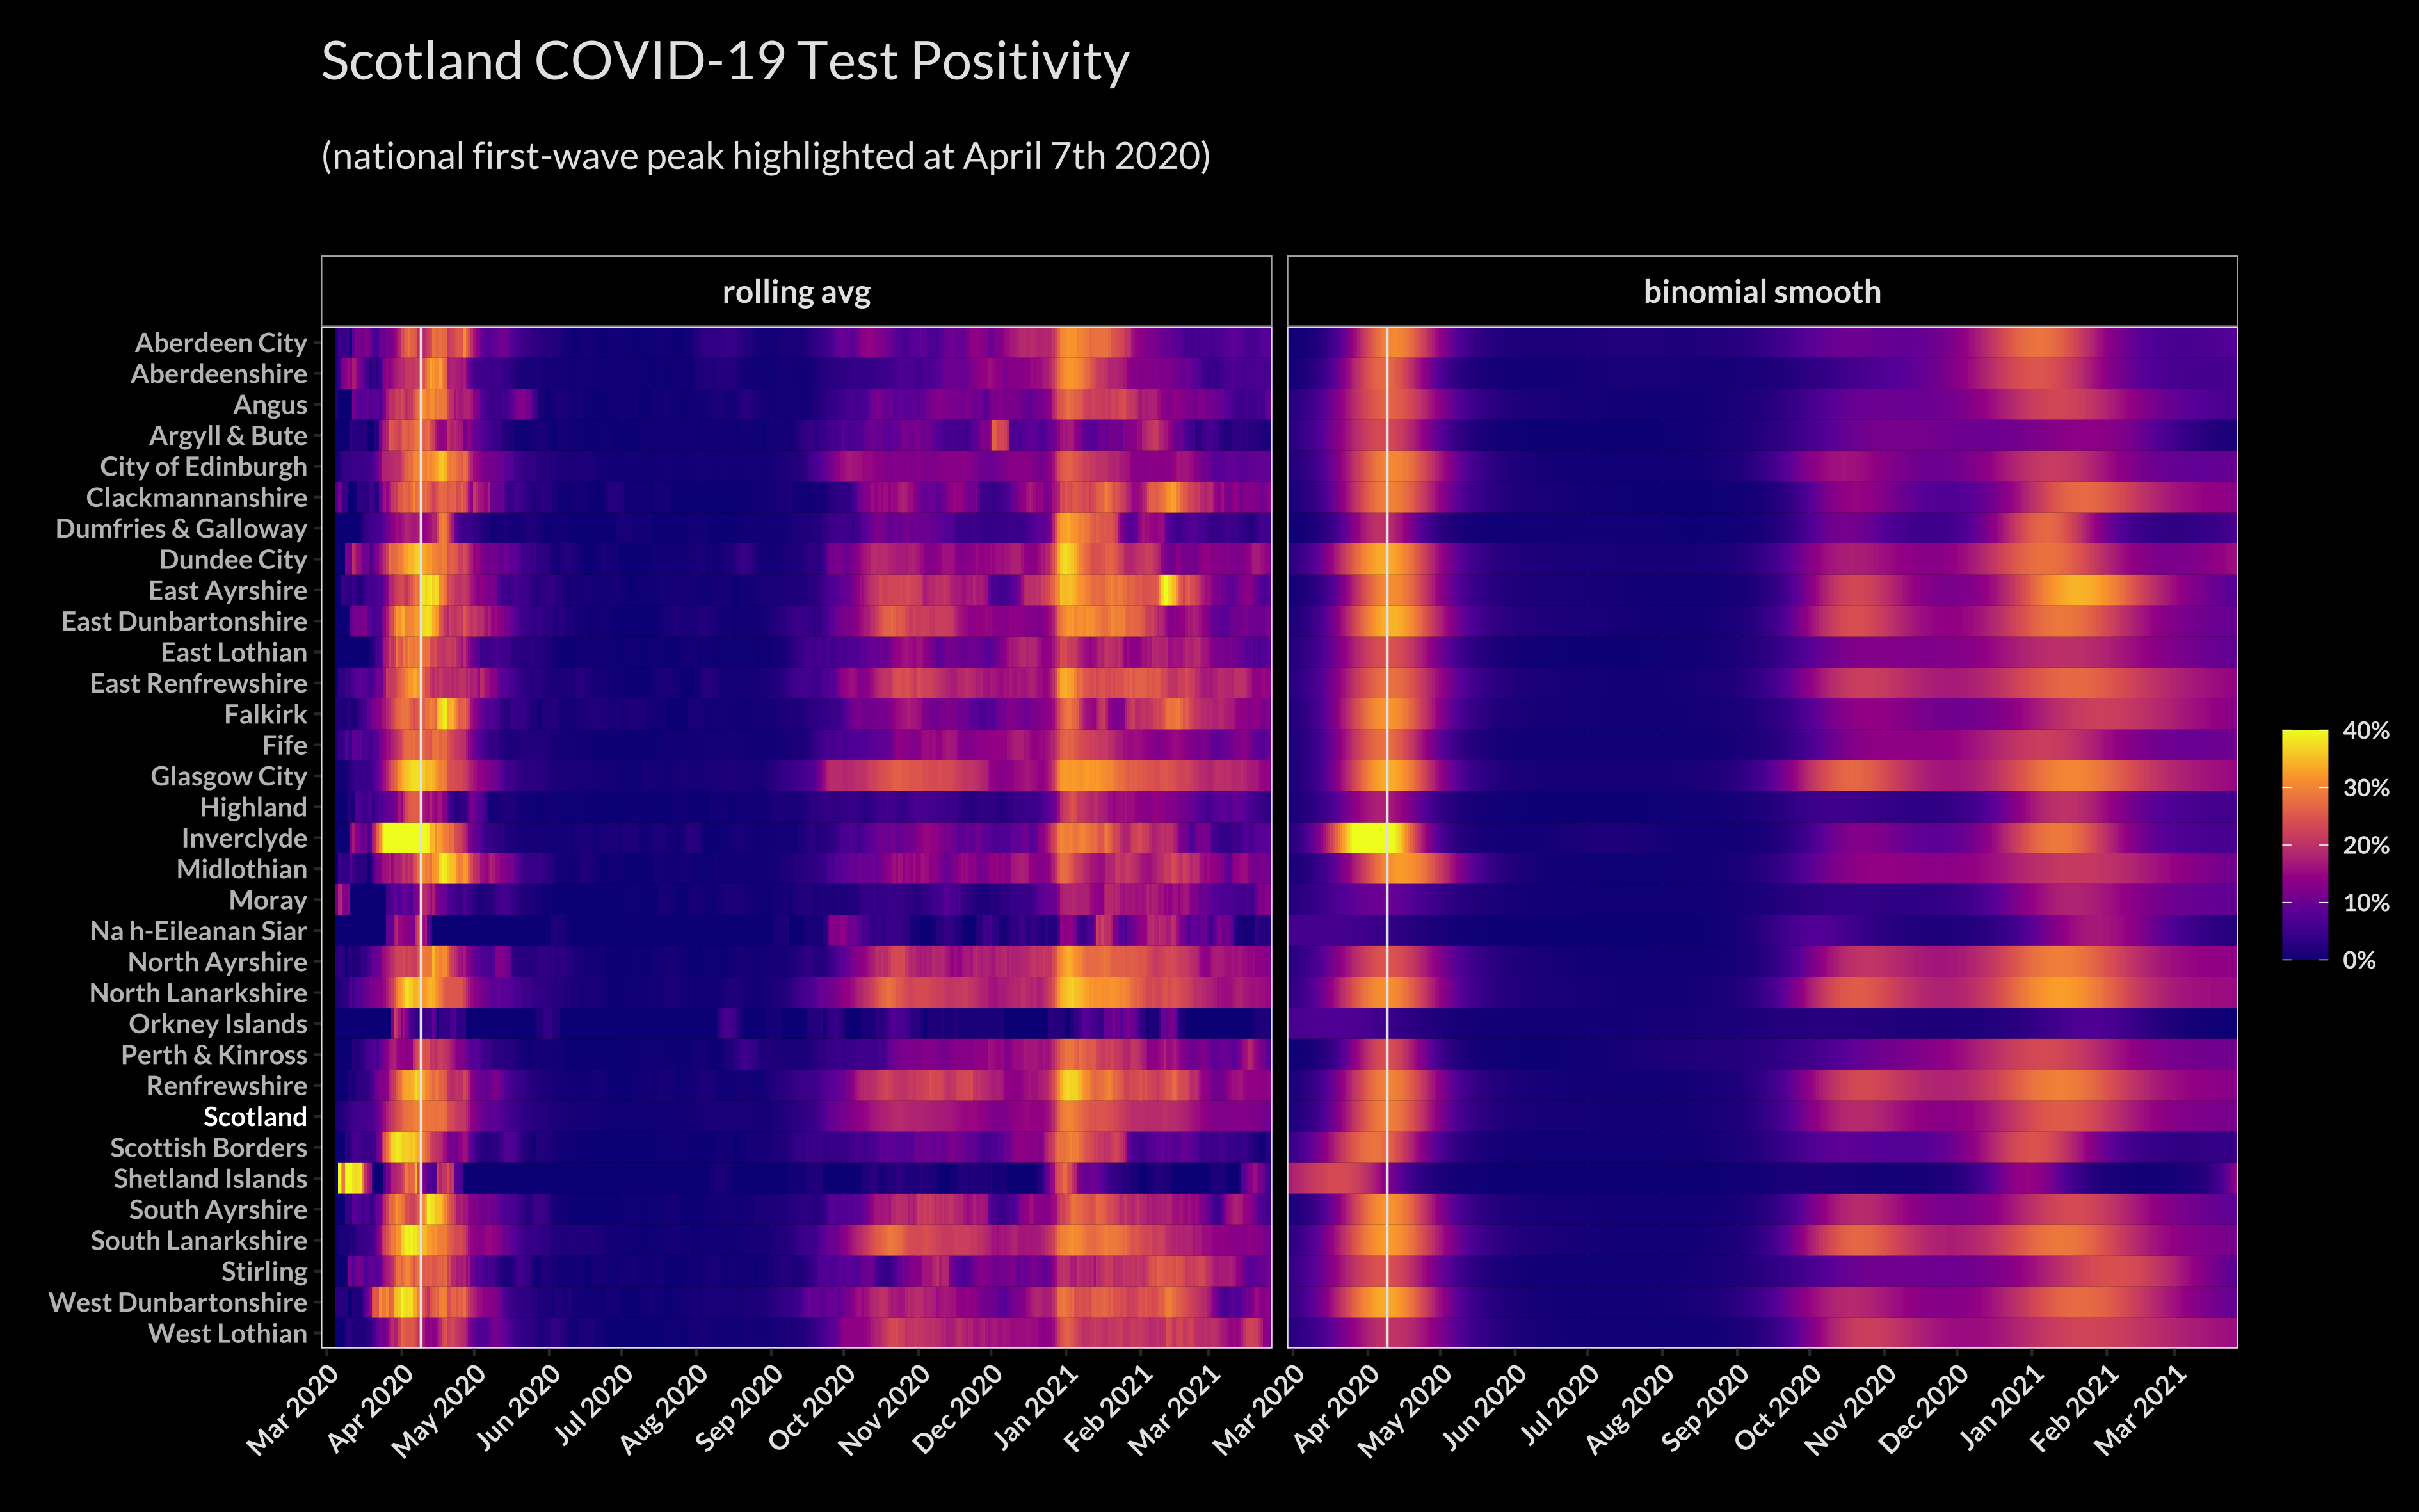 Scotland COVID-19 Test Positivity
(national first-wave peak highlighted at April 7th 2020)
rolling avg
binomial smooth
Aberdeen City
Aberdeenshire
Angus
Argyll & Bute
City of Edinburgh
Clackmannanshire
Dumfries & Galloway
Dundee City
East Ayrshire
East Dunbartonshire
East Lothian
East Renfrewshire
Falkirk
Fife
Glasgow City
Highland
Inverclyde
Midlothian
Moray
Na h-Eileanan Siar
North Ayrshire
North Lanarkshire
Orkney Islands
Perth & Kinross
Renfrewshire
Scotland
Scottish Borders
Shetland Islands
South Ayrshire
South Lanarkshire
Stirling
West Dunbartonshire
West Lothian
40%
30%
20%
10%
0%
Mar 2020
Apr 2020
May 2020
Jun 2020
Jul 2020
Aug 2020
Sep 2020
Oct 2020
Nov 2020
Dec 2020
Jan 2021
Feb 2021
Mar 2021
Mar 2020
Apr 2020
May 2020
Jun 2020
Jul 2020
Aug 2020
Sep 2020
Oct 2020
Nov 2020
Dec 2020
Jan 2021
Feb 2021
Mar 2021